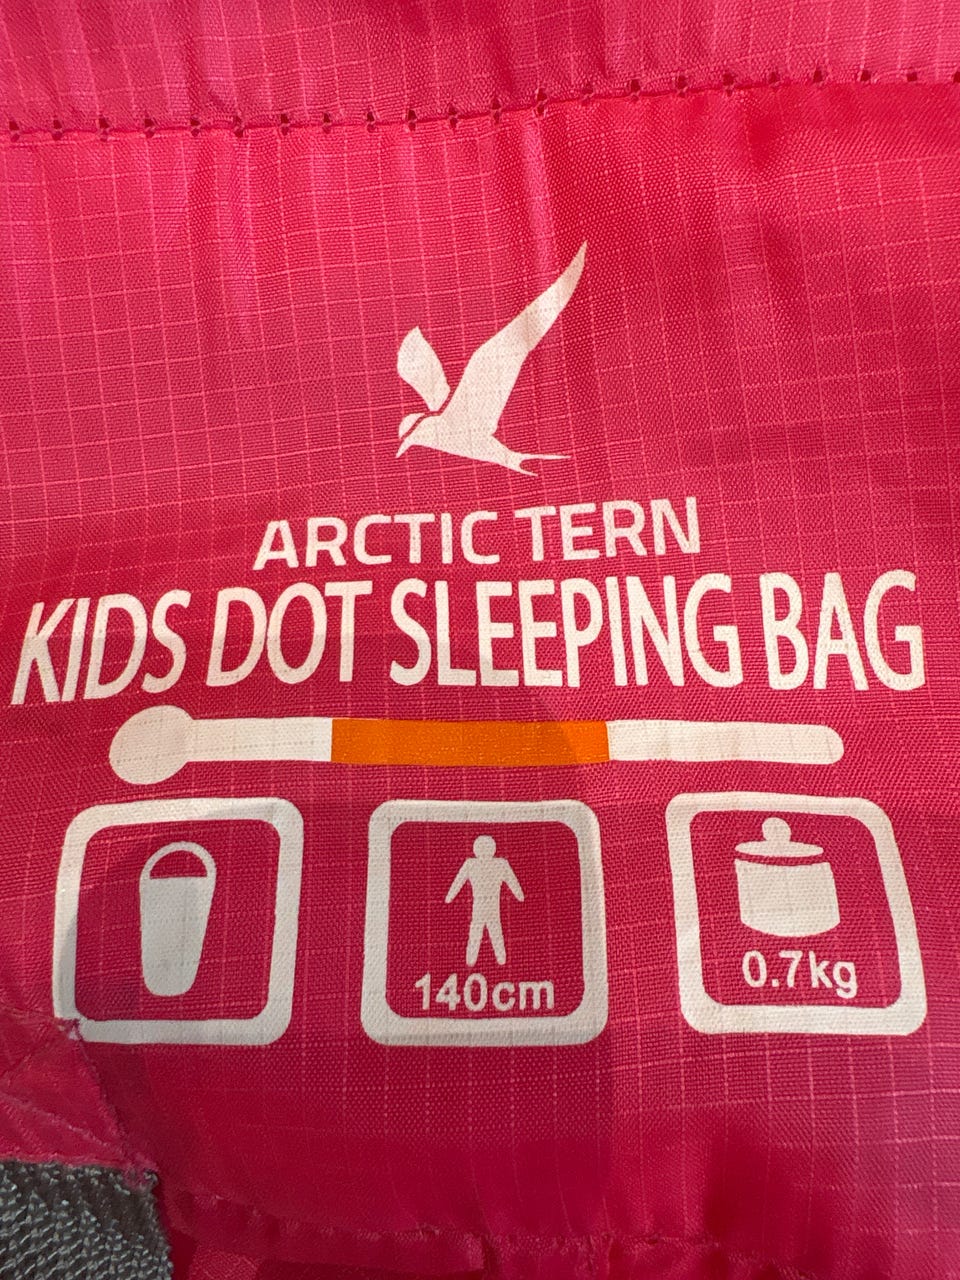 ARCTIC TERN
KIDS DOT SLEEPING BAG
140cm
0.7kg